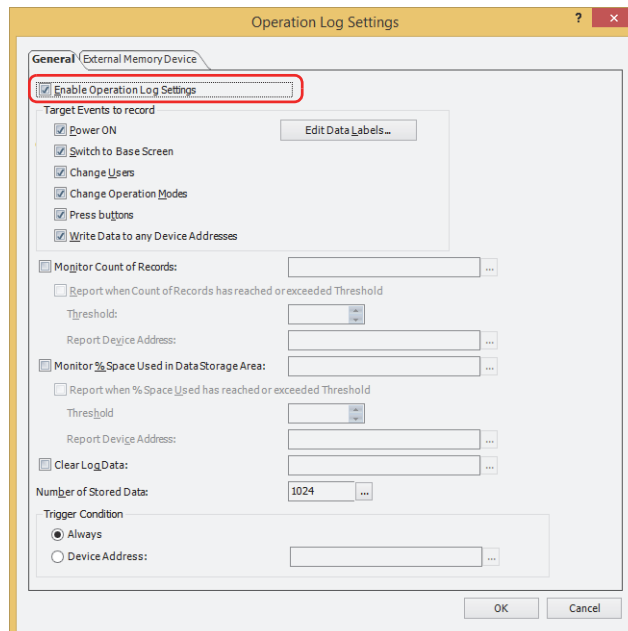 Operation Log Settings
General External Memory Device
Enable Operation Log Settings
Target Events to record
Power ON Edit Data Labels...
Switch to Base Screen
Change Users
Change Operation Modes
Press buttons
Write Data to any Device Addresses
Monitor Count of Records: ...
Report when Count of Records has reached or exceeded Threshold
Threshold:
Report Device Address: ...
Monitor % Space Used in Data Storage Area: ...
Report when % Space Used has reached or exceeded Threshold
Threshold
Report Device Address: ...
Clear Log Data: ...
Number of Stored Data: 1024 ...
Trigger Condition
Always
Device Address: ...
OK Cancel